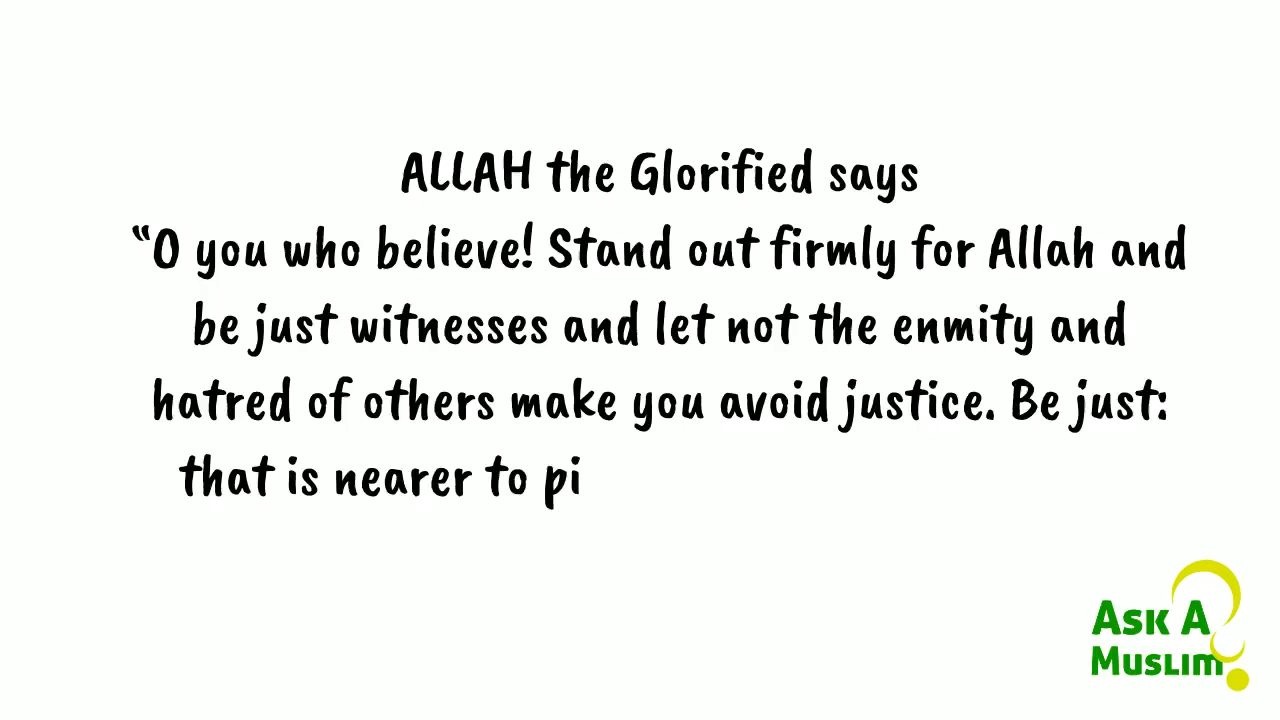 ALLAH the Glorified says
“O you who believe! Stand out firmly for Allah and
be just witnesses and let not the enmity and
hatred of others make you avoid justice. Be just:
that is nearer to pi
Ask A
Muslim